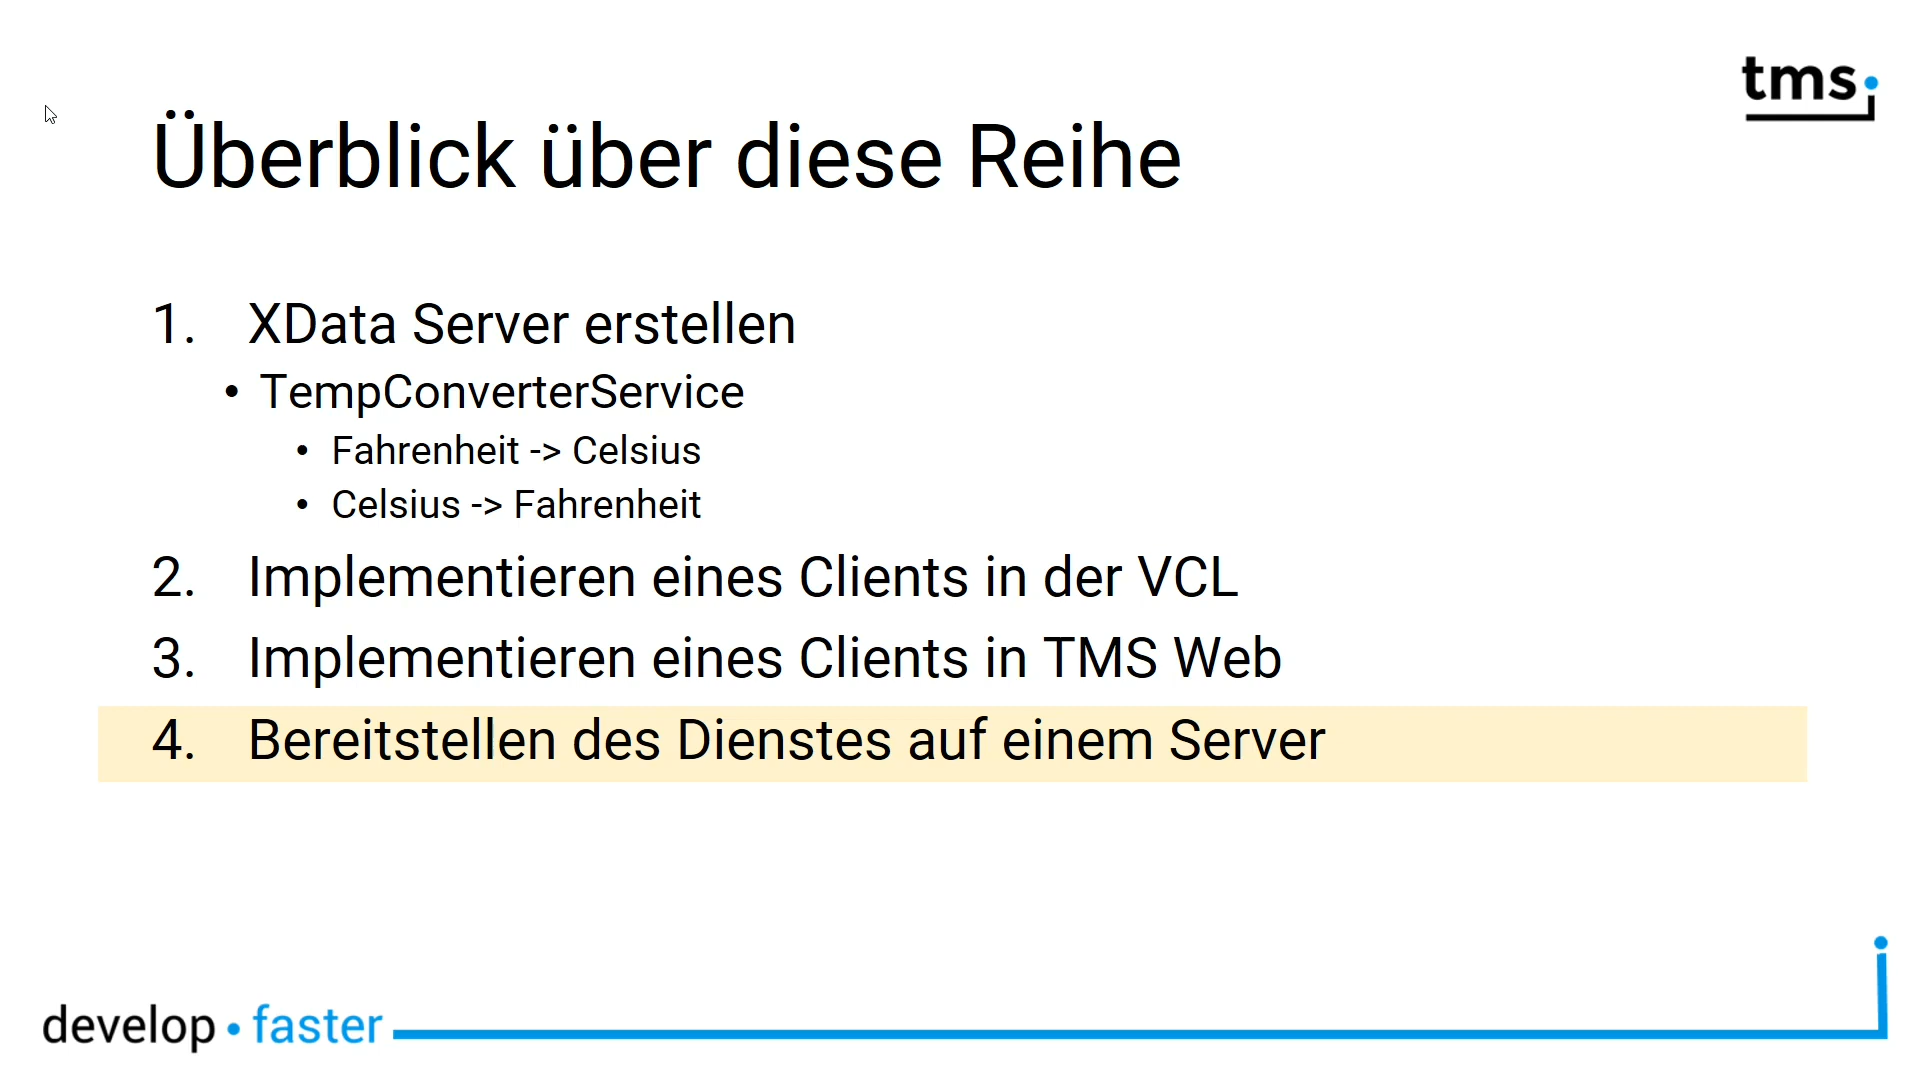 tms
Überblick über diese Reihe
1. XData Server erstellen
• TempConverterService
• Fahrenheit -> Celsius
• Celsius -> Fahrenheit
2. Implementieren eines Clients in der VCL
3. Implementieren eines Clients in TMS Web
4. Bereitstellen des Dienstes auf einem Server
develop • faster